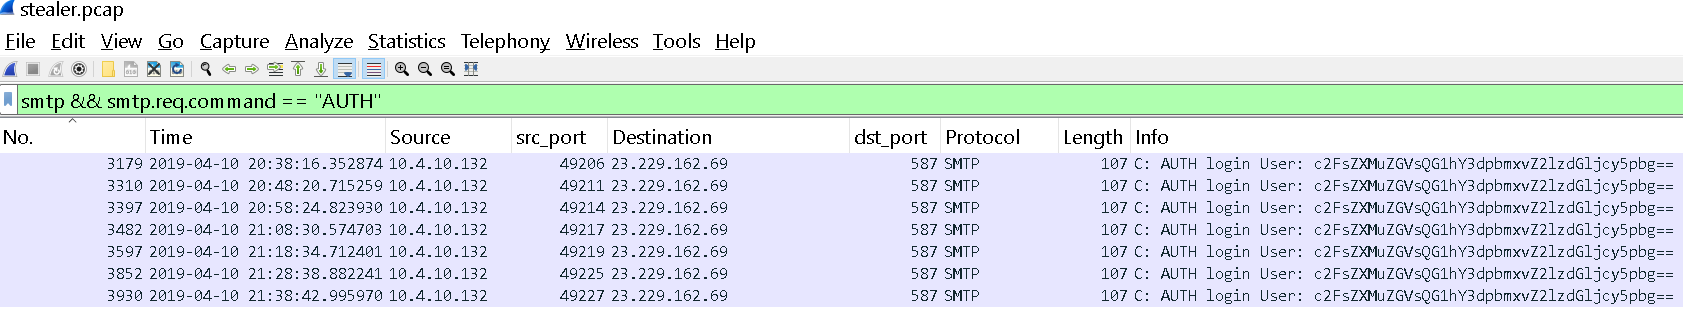 stealer.pcap
File Edit View Go Capture Analyze Statistics Telephony Wireless Tools Help
smtp && smtp.req.command == "AUTH"
No. Time Source src_port Destination dst_port Protocol Length Info
3179 2019-04-10 20:38:16.352874 10.4.10.132 49206 23.229.162.69 587 SMTP 107 C: AUTH login User: c2FsZXMuZGVsQG1hY3dpbmxvZ2lzdGljcy5pbg==
3310 2019-04-10 20:48:20.715259 10.4.10.132 49211 23.229.162.69 587 SMTP 107 C: AUTH login User: c2FsZXMuZGVsQG1hY3dpbmxvZ2lzdGljcy5pbg==
3397 2019-04-10 20:58:24.823930 10.4.10.132 49214 23.229.162.69 587 SMTP 107 C: AUTH login User: c2FsZXMuZGVsQG1hY3dpbmxvZ2lzdGljcy5pbg==
3482 2019-04-10 21:08:30.574703 10.4.10.132 49217 23.229.162.69 587 SMTP 107 C: AUTH login User: c2FsZXMuZGVsQG1hY3dpbmxvZ2lzdGljcy5pbg==
3597 2019-04-10 21:18:34.712401 10.4.10.132 49219 23.229.162.69 587 SMTP 107 C: AUTH login User: c2FsZXMuZGVsQG1hY3dpbmxvZ2lzdGljcy5pbg==
3852 2019-04-10 21:28:38.882241 10.4.10.132 49225 23.229.162.69 587 SMTP 107 C: AUTH login User: c2FsZXMuZGVsQG1hY3dpbmxvZ2lzdGljcy5pbg==
3930 2019-04-10 21:38:42.995970 10.4.10.132 49227 23.229.162.69 587 SMTP 107 C: AUTH login User: c2FsZXMuZGVsQG1hY3dpbmxvZ2lzdGljcy5pbg==